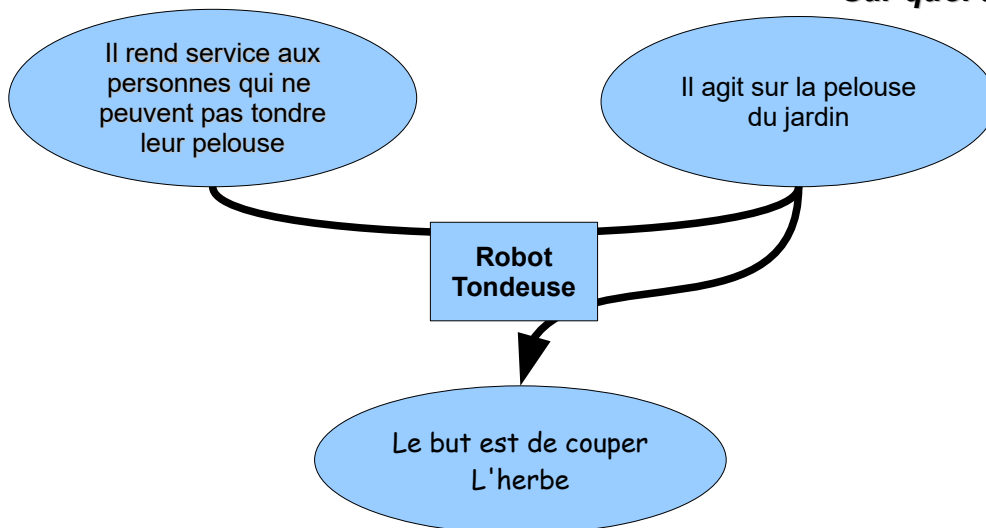 Il rend service aux
personnes qui ne
peuvent pas tondre
leur pelouse
Il agit sur la pelouse
du jardin
Robot
Tondeuse
Le but est de couper
L'herbe